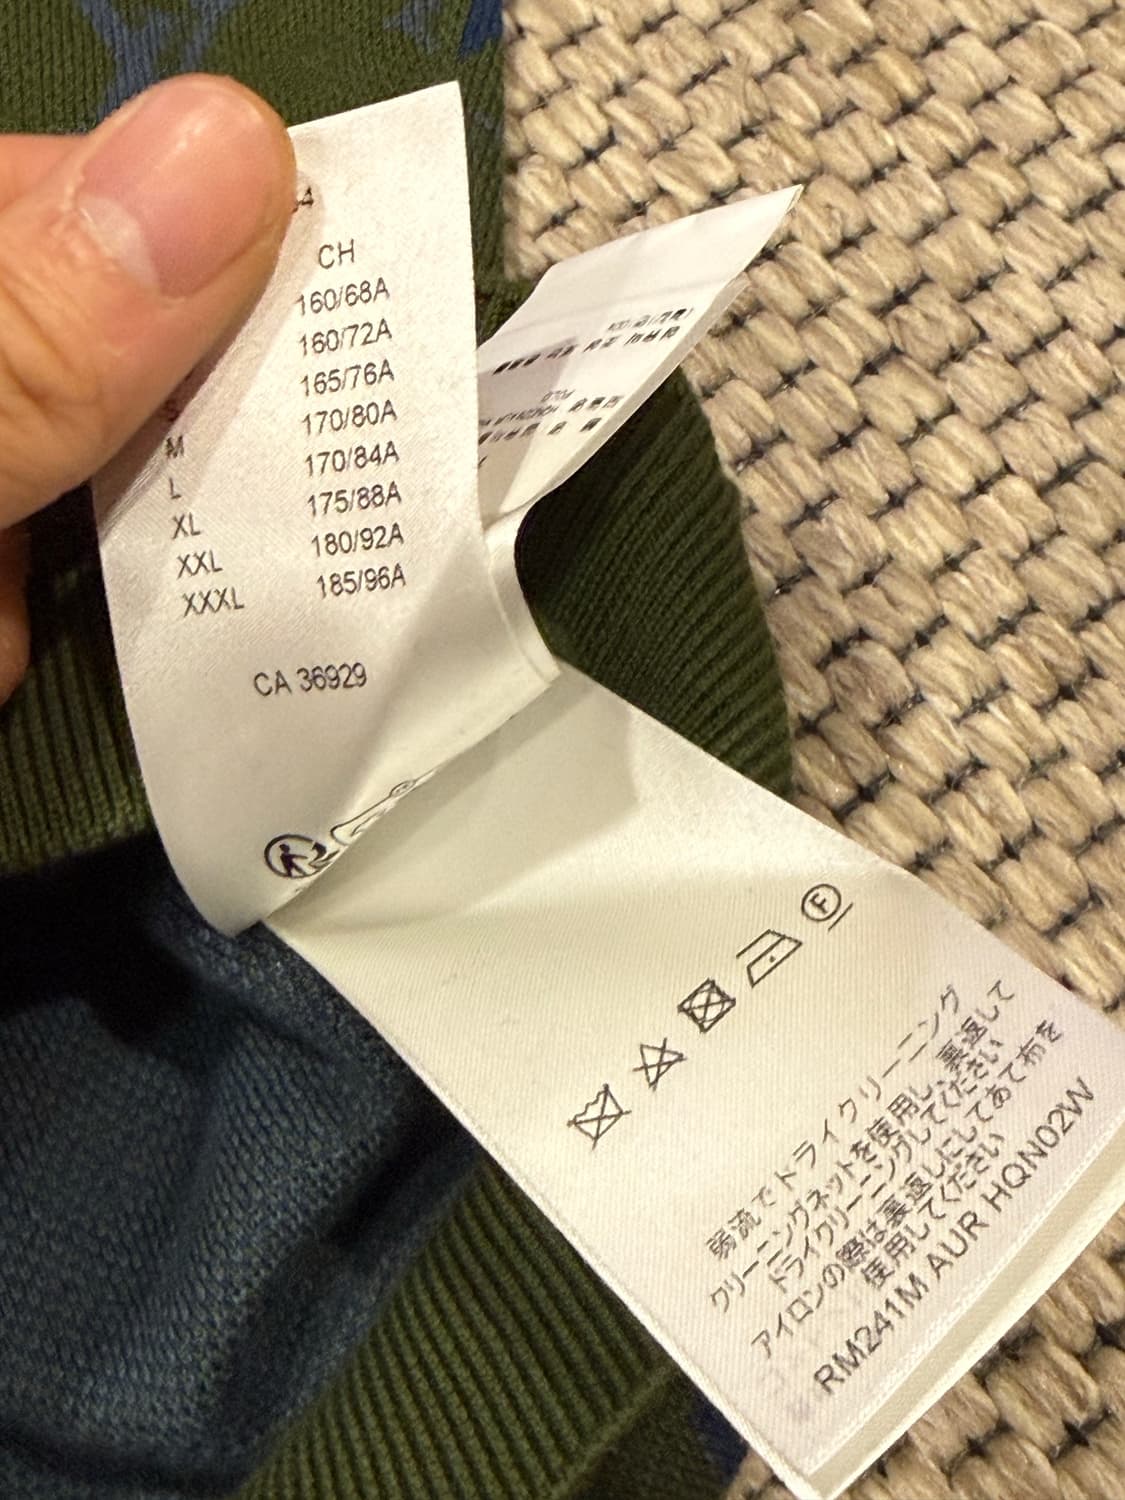 CH
160/68A
160/72A
165/76A
170/80A
M 170/84A
L 175/88A
XL 180/92A
XXL 185/96A
XXXL
CA 36929
F
弱流でドライクリーニング
クリーニングネットを使用し、裏返して
ドライクリーニングしてください
アイロンの際は裏返しにしてあて布を
使用してください
RM241M AUR HQN02W